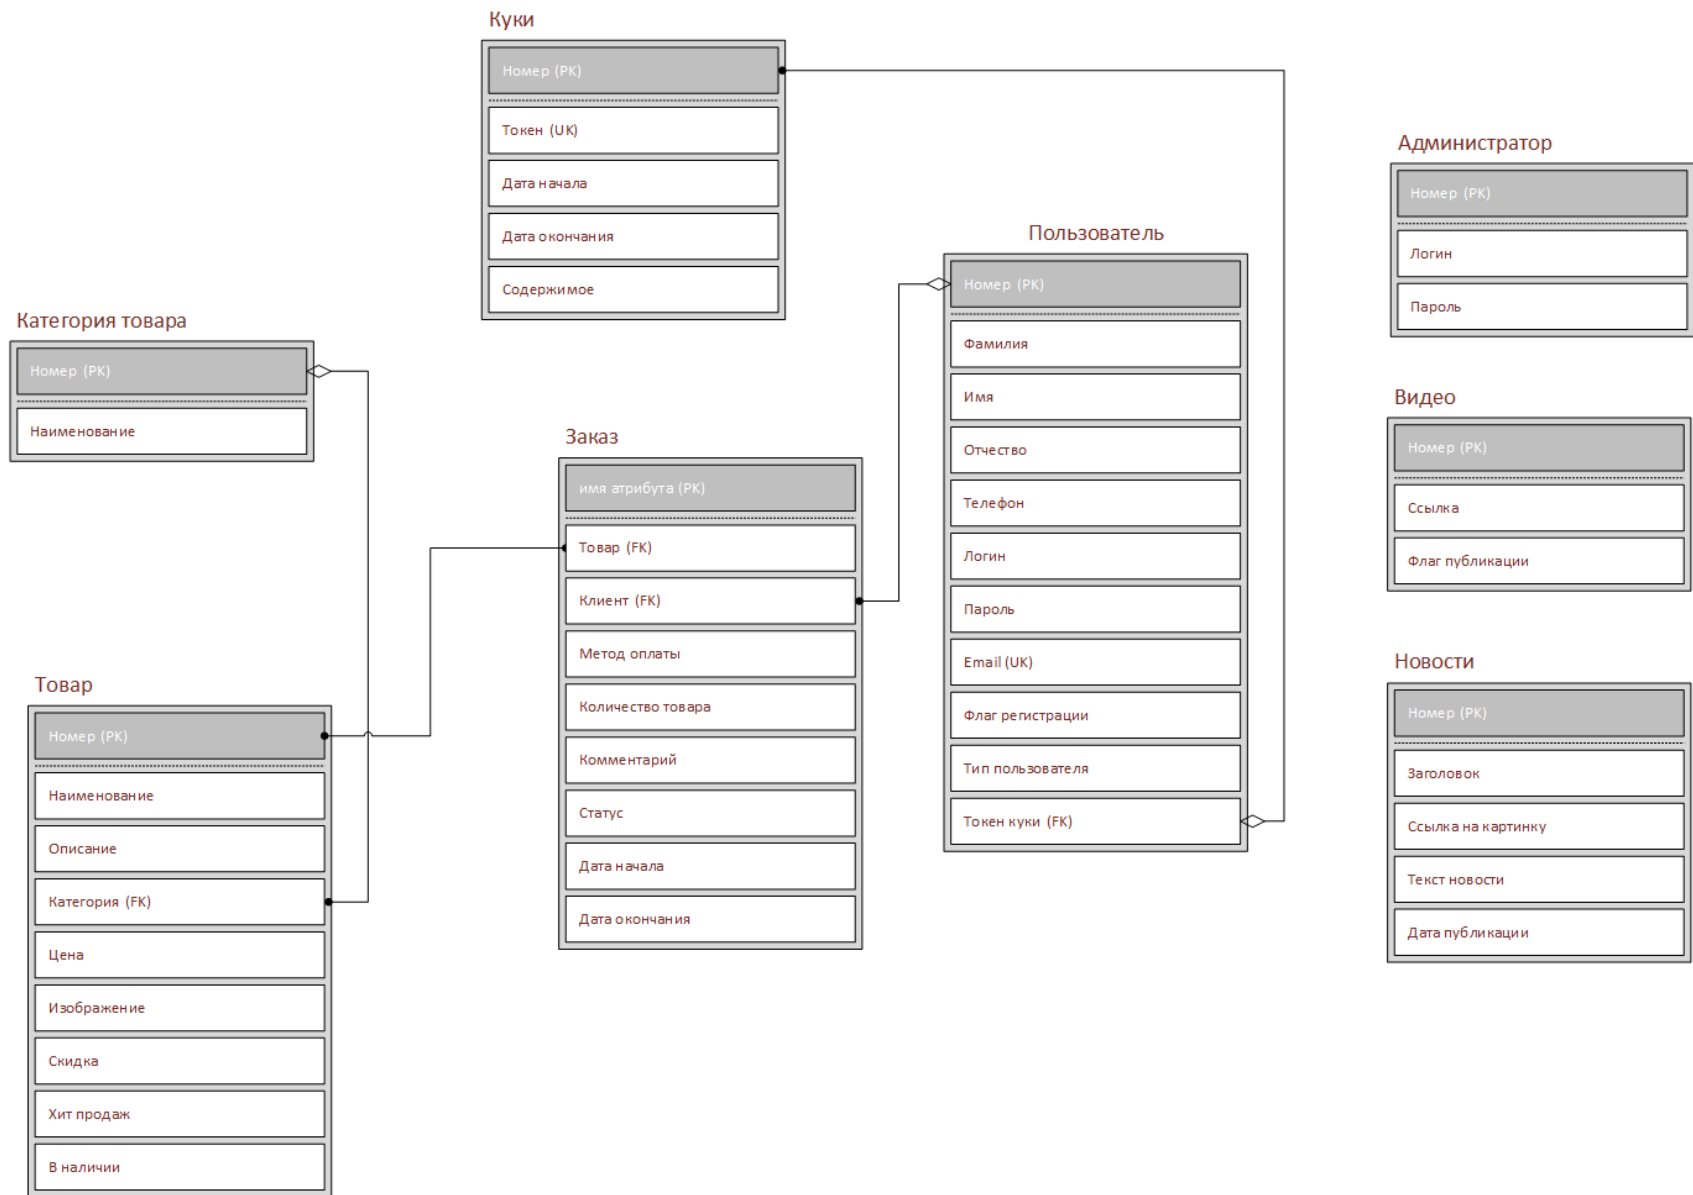 Куки
Номер (PK)
Токен (UK)
Дата начала
Дата окончания
Содержимое
Категория товара
Номер (PK)
Наименование
Товар
Номер (PK)
Наименование
Описание
Категория (FK)
Цена
Изображение
Скидка
Хит продаж
В наличии
Заказ
имя атрибута (PK)
Товар (FK)
Клиент (FK)
Метод оплаты
Количество товара
Комментарий
Статус
Дата начала
Дата окончания
Пользователь
Номер (PK)
Фамилия
Имя
Отчество
Телефон
Логин
Пароль
Email (UK)
Флаг регистрации
Тип пользователя
Токен куки (FK)
Администратор
Номер (PK)
Логин
Пароль
Видео
Номер (PK)
Ссылка
Флаг публикации
Новости
Номер (PK)
Заголовок
Ссылка на картинку
Текст новости
Дата публикации